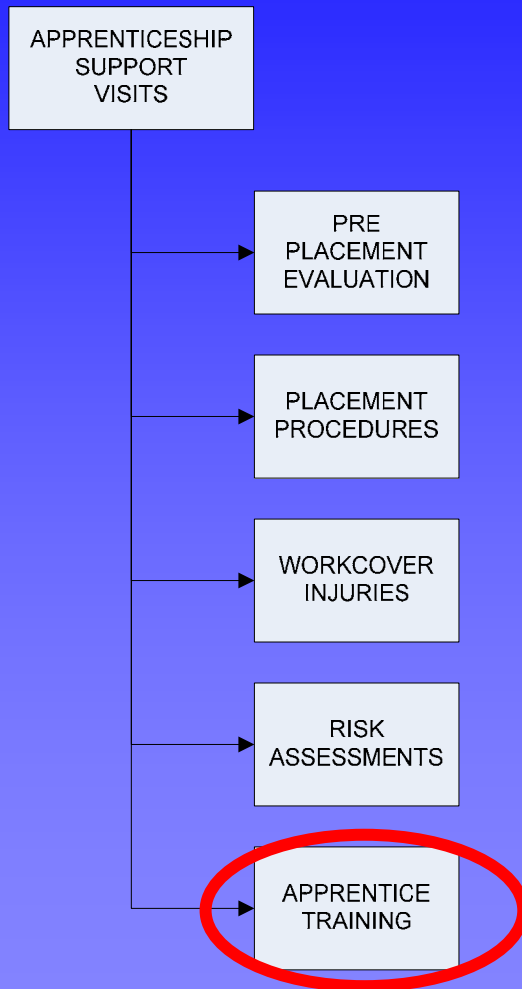 APPRENTICESHIP
SUPPORT
VISITS
PRE
PLACEMENT
EVALUATION
PLACEMENT
PROCEDURES
WORKCOVER
INJURIES
RISK
ASSESSMENTS
APPRENTICE
TRAINING